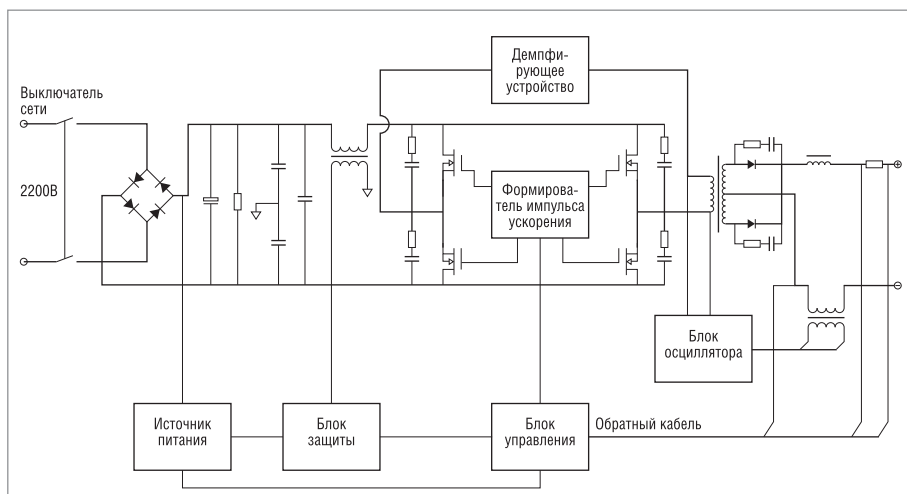 Демпфи-
рующее
устройство
Выключатель
сети
2200В
Формирова-
тель импульса
ускорения
Блок
осциллятора
Источник
питания
Блок
защиты
Блок
управления
Обратный кабель